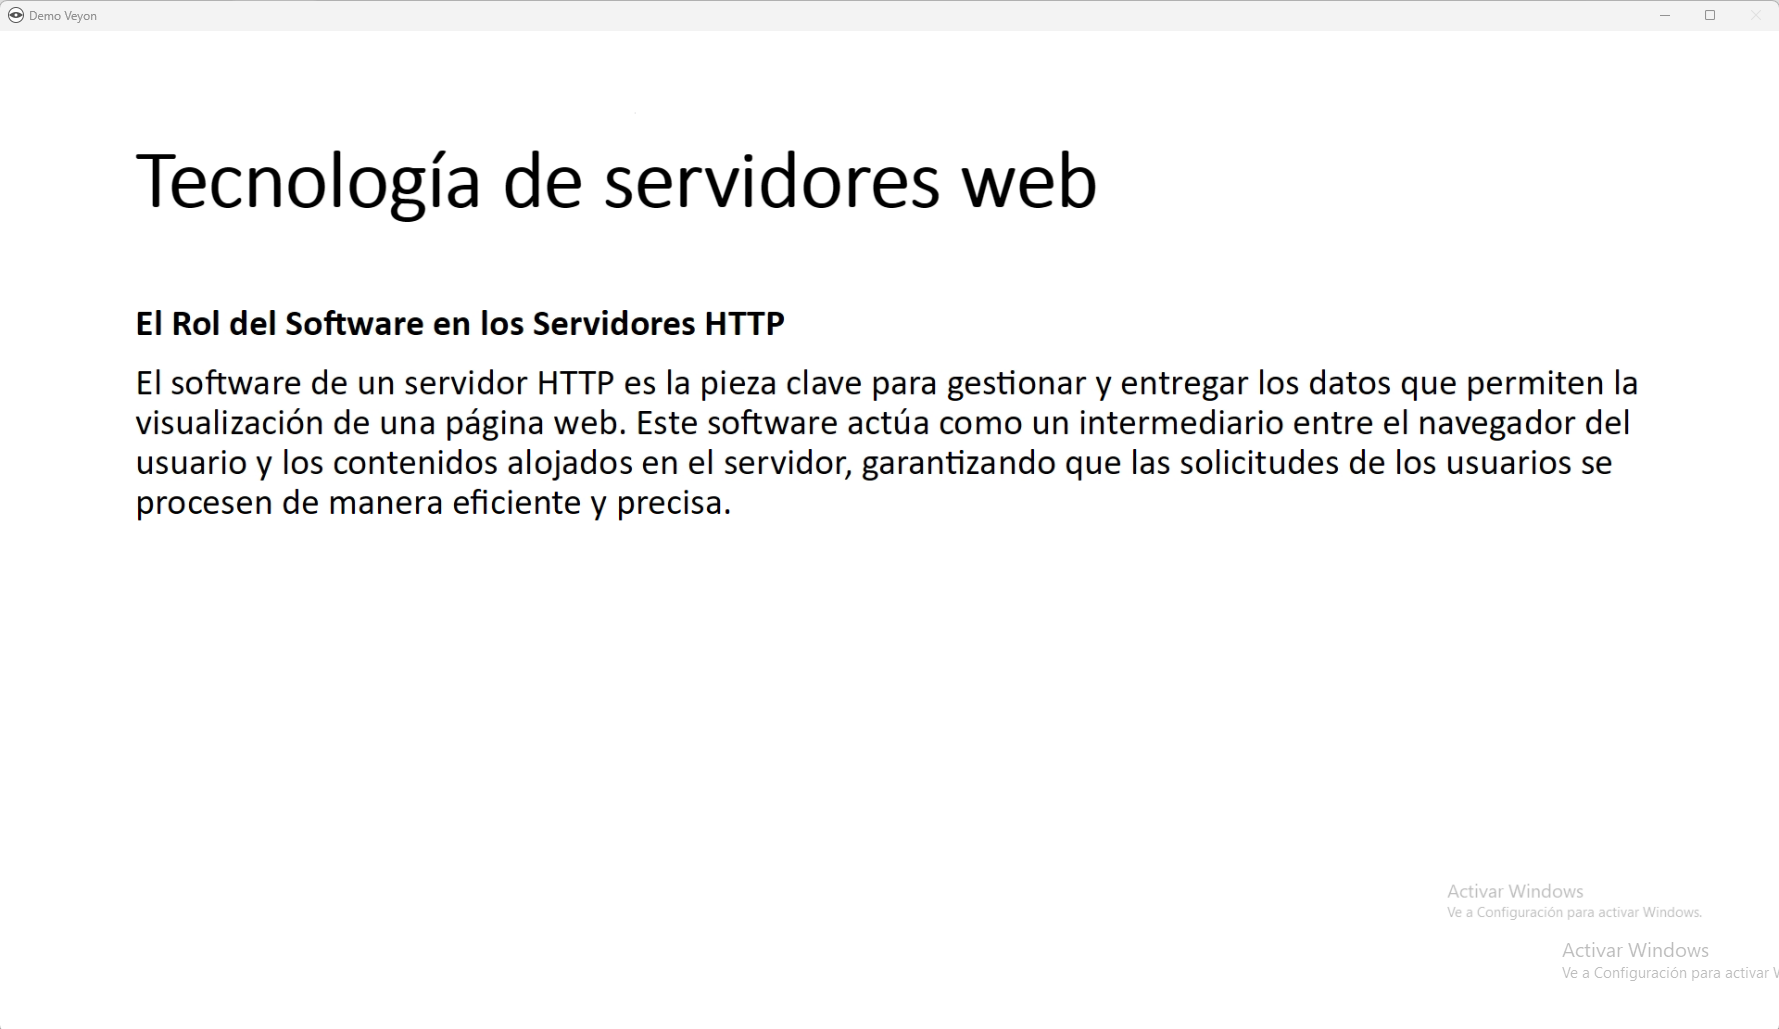 Demo Veyon
Tecnología de servidores web
El Rol del Software en los Servidores HTTP
El software de un servidor HTTP es la pieza clave para gestionar y entregar los datos que permiten la
visualización de una página web. Este software actúa como un intermediario entre el navegador del
usuario y los contenidos alojados en el servidor, garantizando que las solicitudes de los usuarios se
procesen de manera eficiente y precisa.
Activar Windows
Ve a Configuración para activar Windows.
Activar Windows
Ve a Configuración para activar